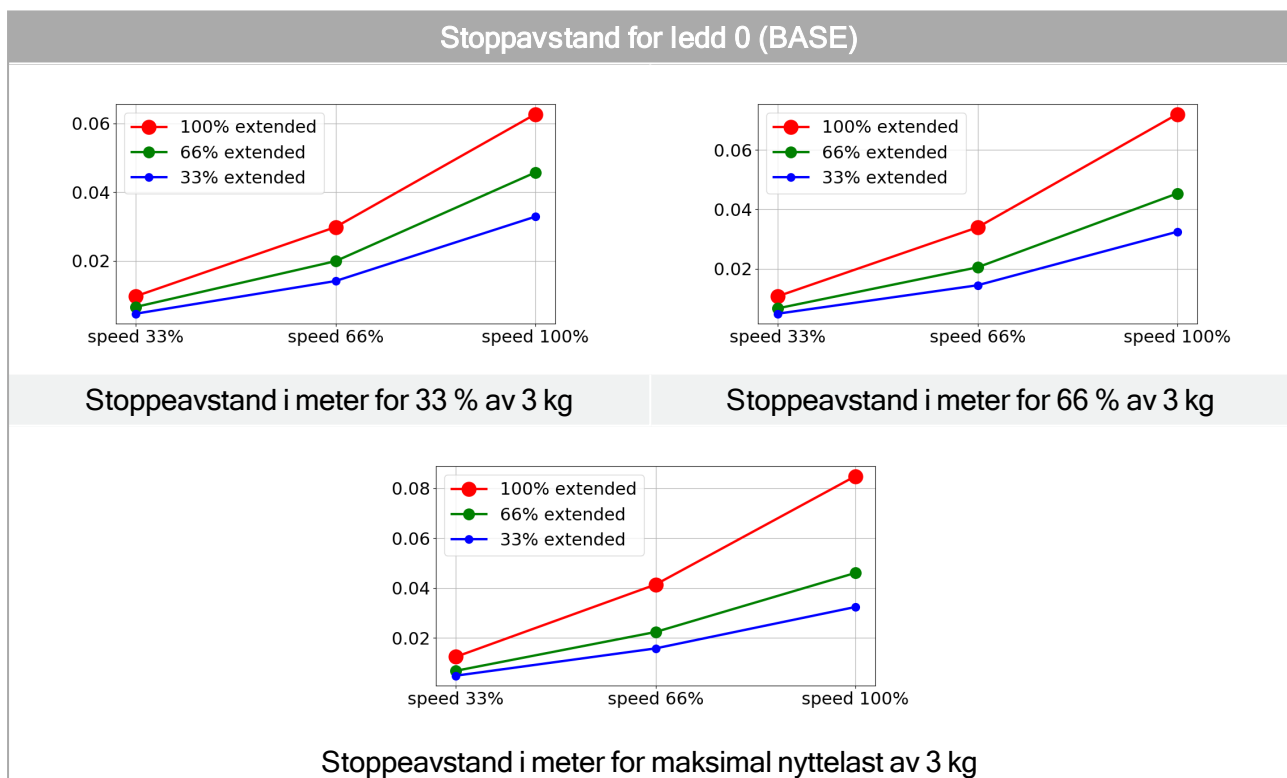 Stoppavstand for ledd 0 (BASE)
0.06
0.04
0.02
100% extended
66% extended
33% extended
speed 33%
speed 66%
speed 100%
Stoppeavstand i meter for 33 % av 3 kg
0.06
0.04
0.02
100% extended
66% extended
33% extended
speed 33%
speed 66%
speed 100%
Stoppeavstand i meter for 66 % av 3 kg
0.08
0.06
0.04
0.02
100% extended
66% extended
33% extended
speed 33%
speed 66%
speed 100%
Stoppeavstand i meter for maksimal nyttelast av 3 kg